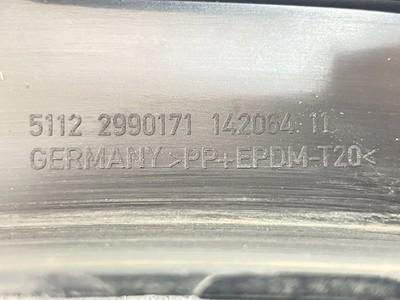 5112 2990171 142064 11
GERMANY >PP+EPDM-T20<